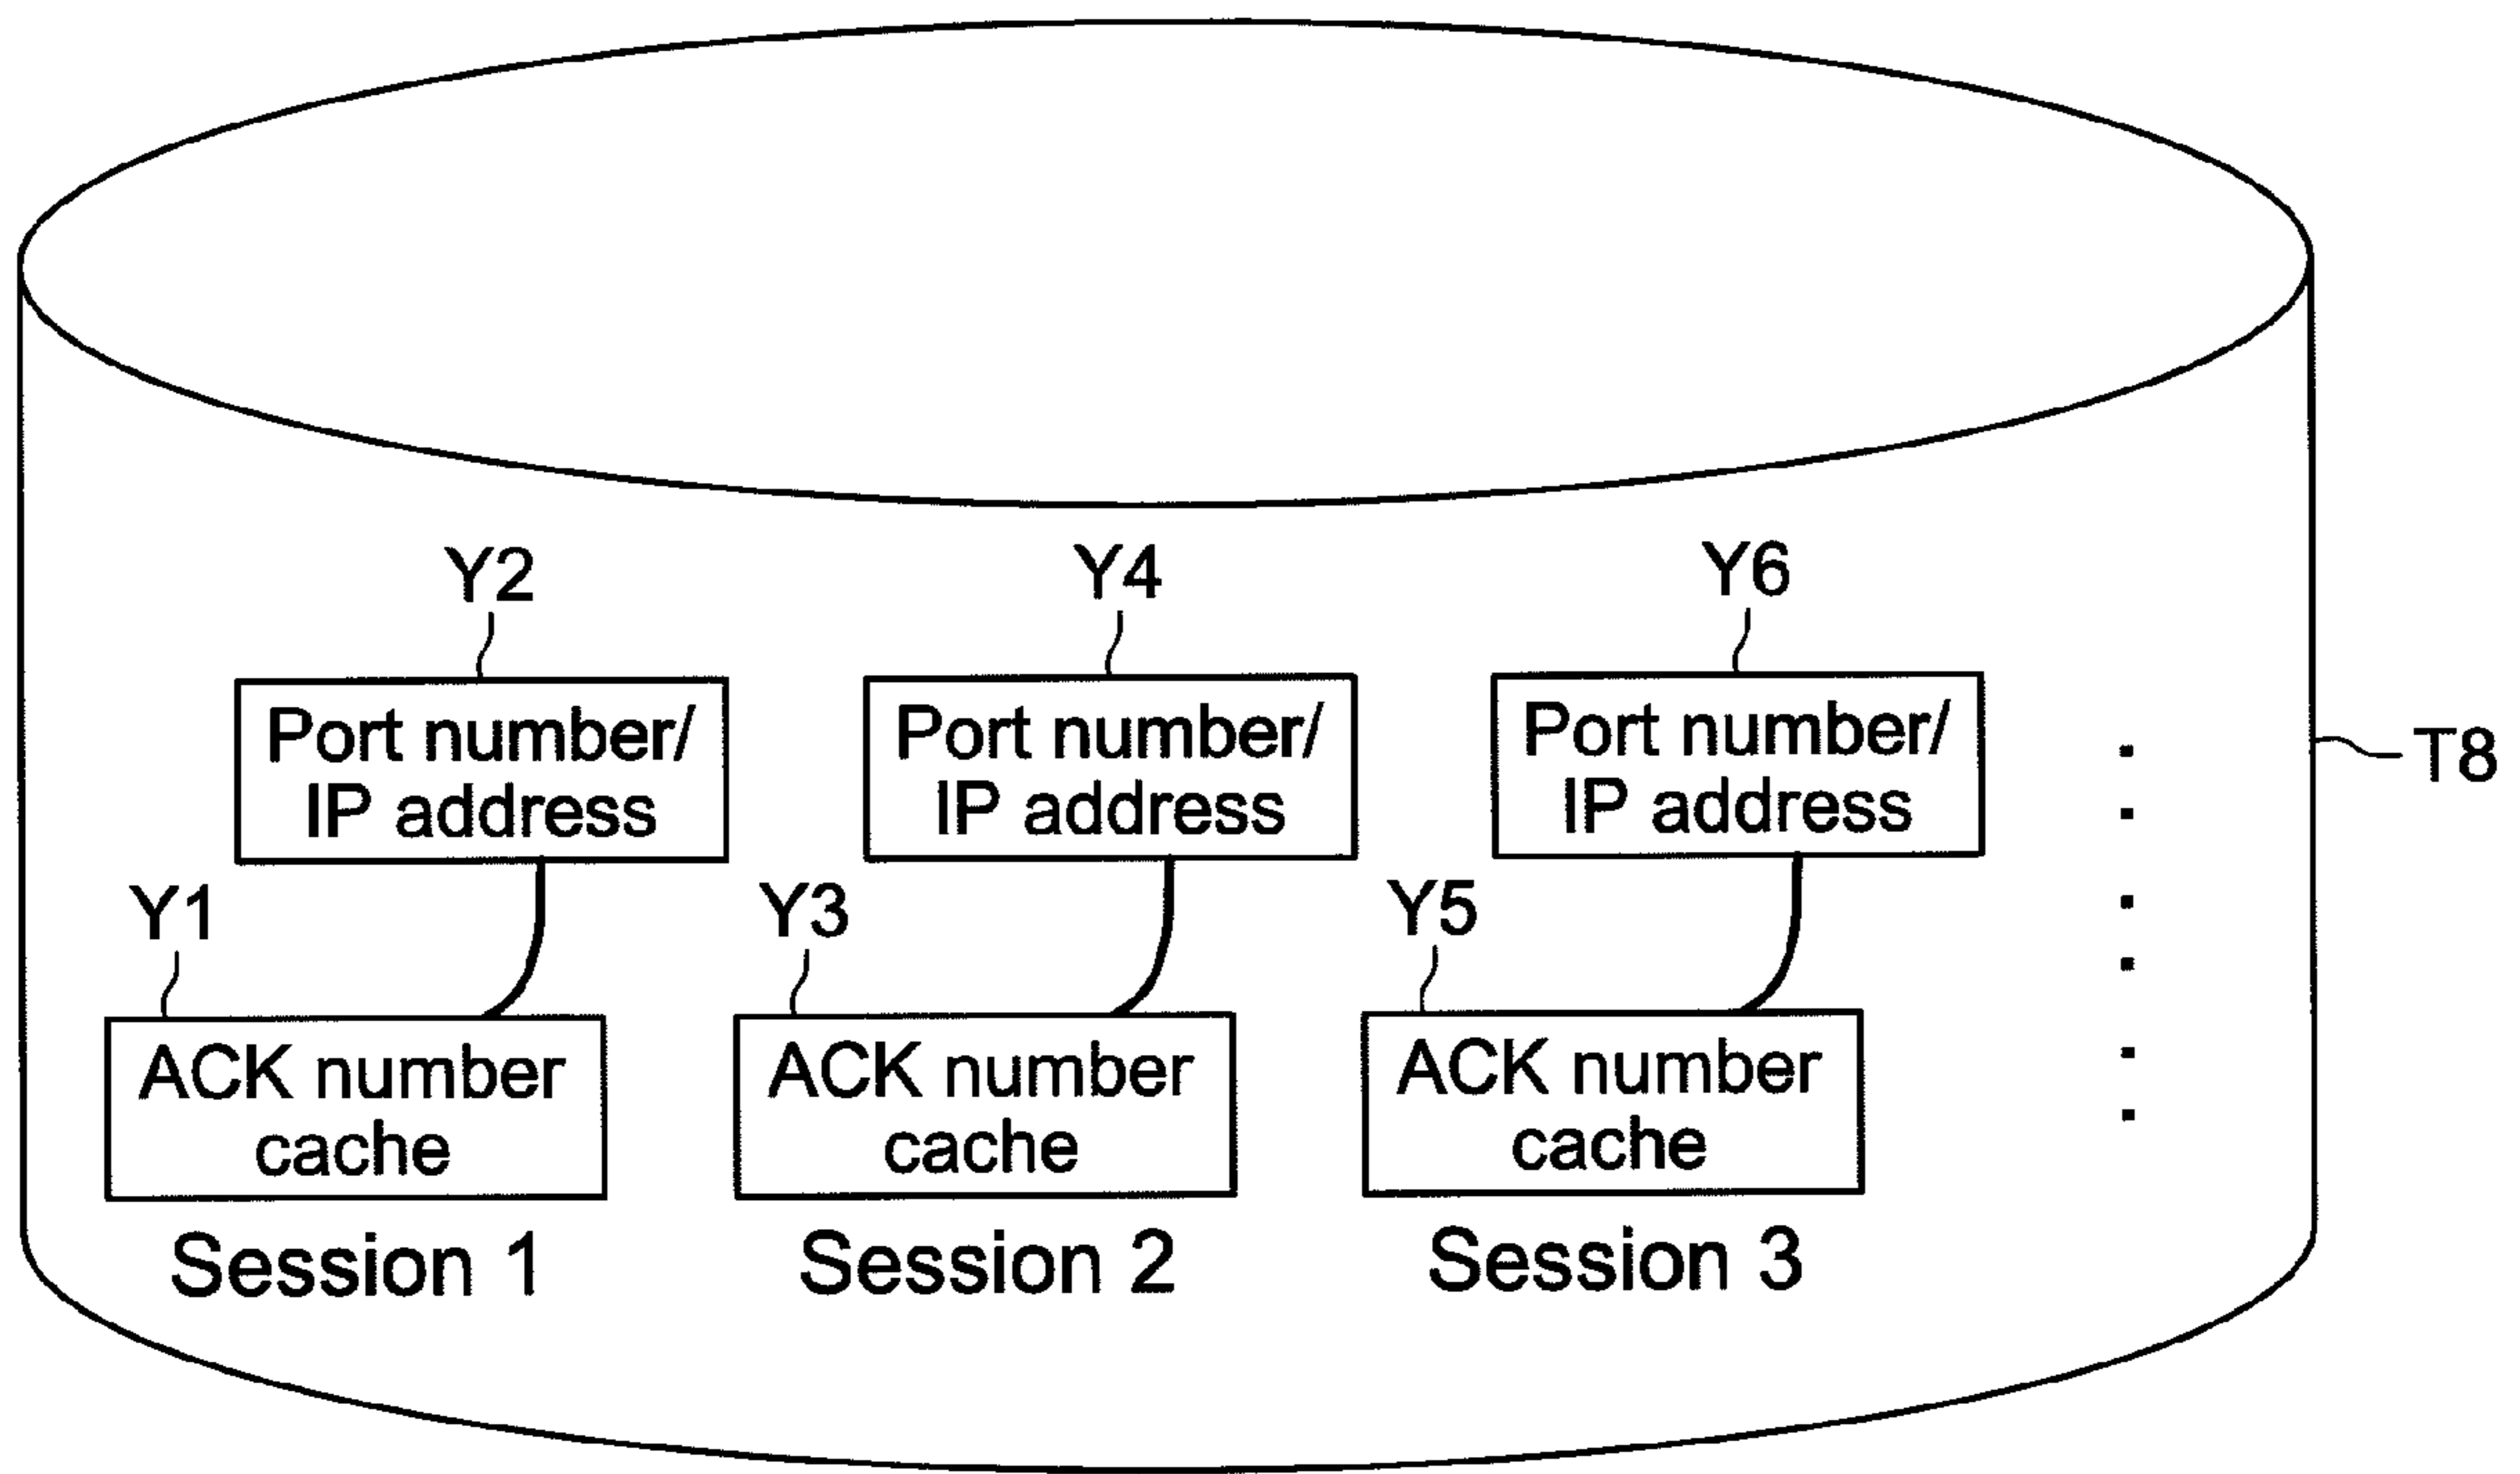 Y2
Y4
Y6
Port number/
IP address
Port number/
IP address
Port number/
IP address
T8
Y1
Y3
Y5
ACK number
cache
ACK number
cache
ACK number
cache
Session 1
Session 2
Session 3